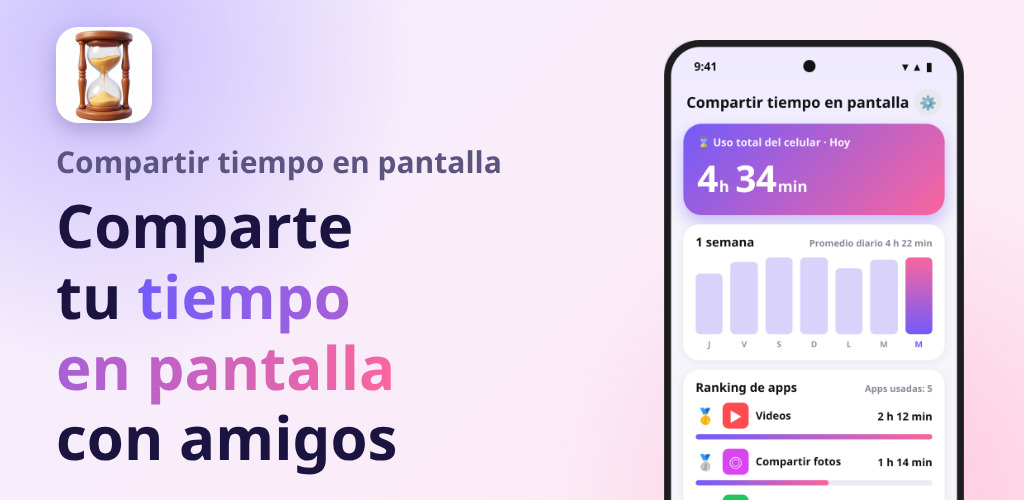 Compartir tiempo en pantalla
Comparte
tu tiempo
en pantalla
con amigos
9:41
Compartir tiempo en pantalla
Uso total del celular · Hoy
4h 34min
1 semana
Promedio diario 4 h 22 min
J V S D L M M
Ranking de apps
Apps usadas: 5
Videos
2 h 12 min
Compartir fotos
1 h 14 min